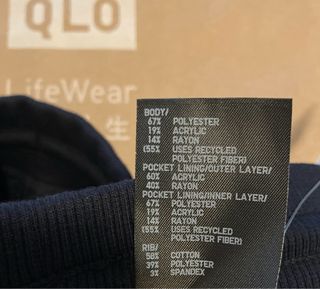 QLO
LifeWear
生
BODY/
67% POLYESTER
19% ACRYLIC
14% RAYON
(55% USES RECYCLED
POLYESTER FIBER)
POCKET LINING/OUTER LAYER/
60% ACRYLIC
40% RAYON
POCKET LINING/INNER LAYER/
67% POLYESTER
19% ACRYLIC
14% RAYON
(55% USES RECYCLED
POLYESTER FIBER)
RIB/
58% COTTON
39% POLYESTER
3% SPANDEX